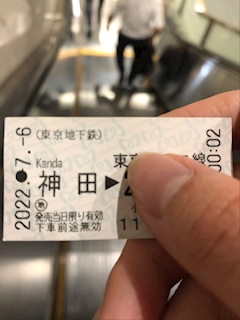 2022.-7.-6
(東京地下鉄)
Kanda
東 線
神田▶
発売当日限り有効
下車前途無効
00:02